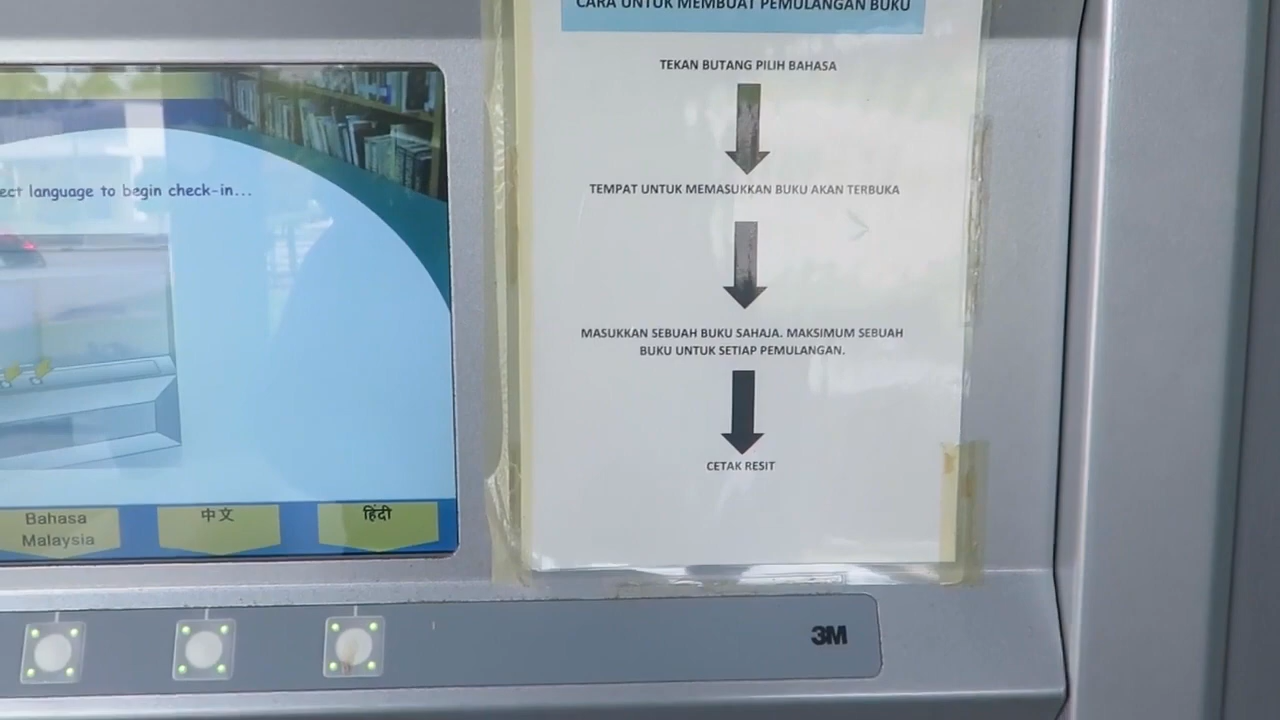 CARA UNTUK MEMBUAT PEMULANGAN BUKU
TEKAN BUTANG PILIH BAHASA
TEMPAT UNTUK MEMASUKKAN BUKU AKAN TERBUKA
MASUKKAN SEBUAH BUKU SAHAJA. MAKSIMUM SEBUAH
BUKU UNTUK SETIAP PEMULANGAN.
CETAK RESIT
ect language to begin check-in...
Bahasa
Malaysia
中文
हिंदी
3M